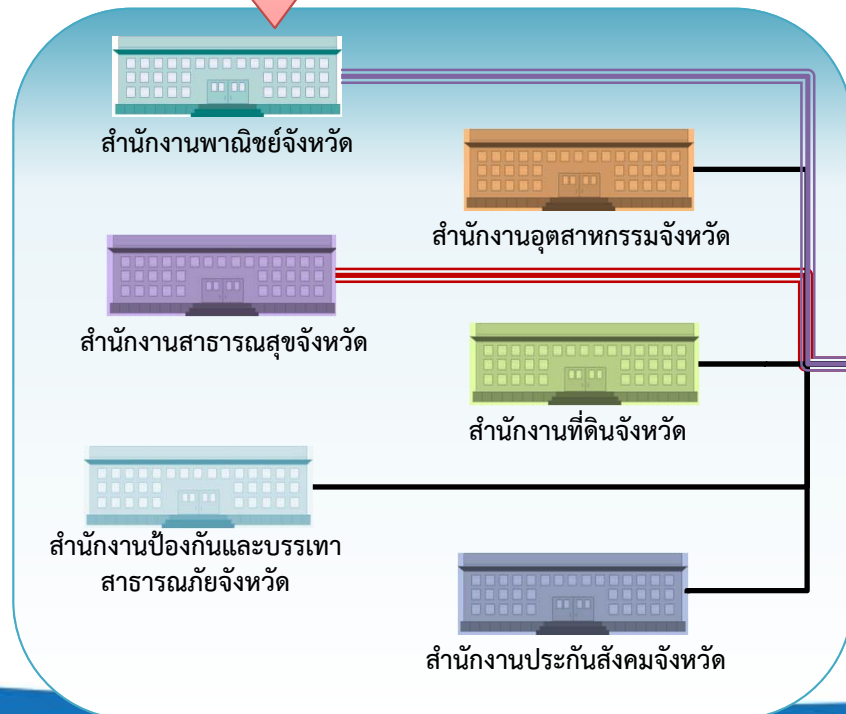 สำนักงานพาณิชย์จังหวัด
สำนักงานอุตสาหกรรมจังหวัด
สำนักงานสาธารณสุขจังหวัด
สำนักงานที่ดินจังหวัด
สำนักงานป้องกันและบรรเทา
สาธารณภัยจังหวัด
สำนักงานประกันสังคมจังหวัด